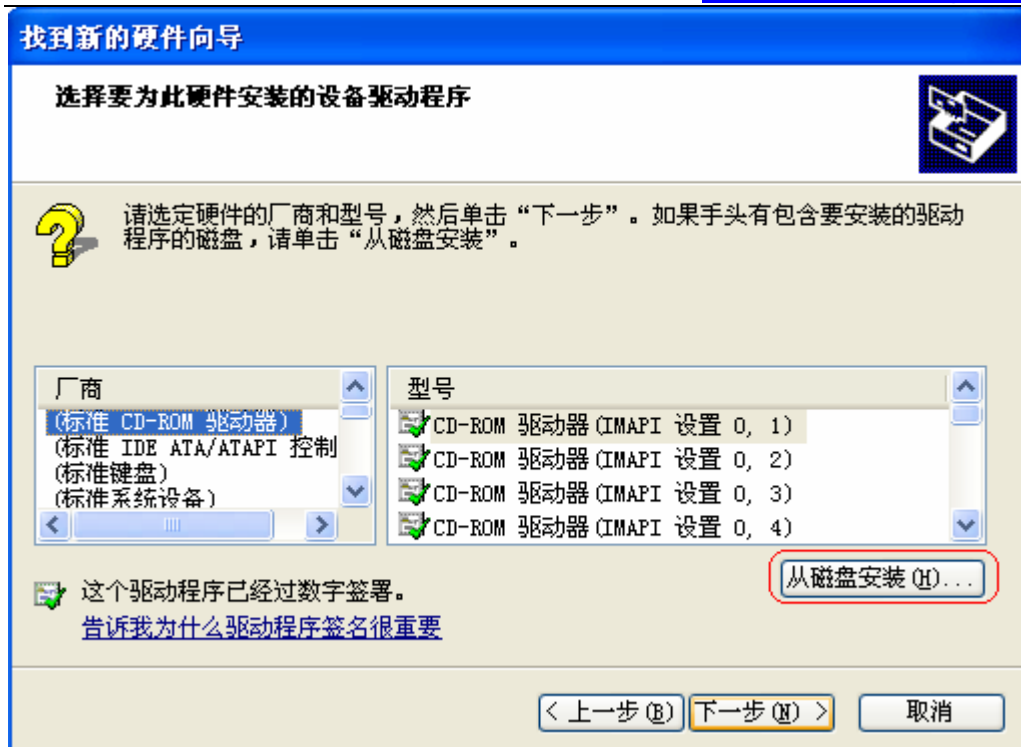 找到新的硬件向导
选择要为此硬件安装的设备驱动程序
请选定硬件的厂商和型号，然后单击“下一步”。如果手头有包含要安装的驱动
程序的磁盘，请单击“从磁盘安装”。
厂商
(标准 CD-ROM 驱动器)
(标准 IDE ATA/ATAPI 控制
(标准键盘)
(标准系统设备)
型号
CD-ROM 驱动器(IMAPI 设置 0, 1)
CD-ROM 驱动器(IMAPI 设置 0, 2)
CD-ROM 驱动器(IMAPI 设置 0, 3)
CD-ROM 驱动器(IMAPI 设置 0, 4)
从磁盘安装(H)...
这个驱动程序已经过数字签署。
告诉我为什么驱动程序签名很重要
< 上一步(B)
下一步(N) >
取消